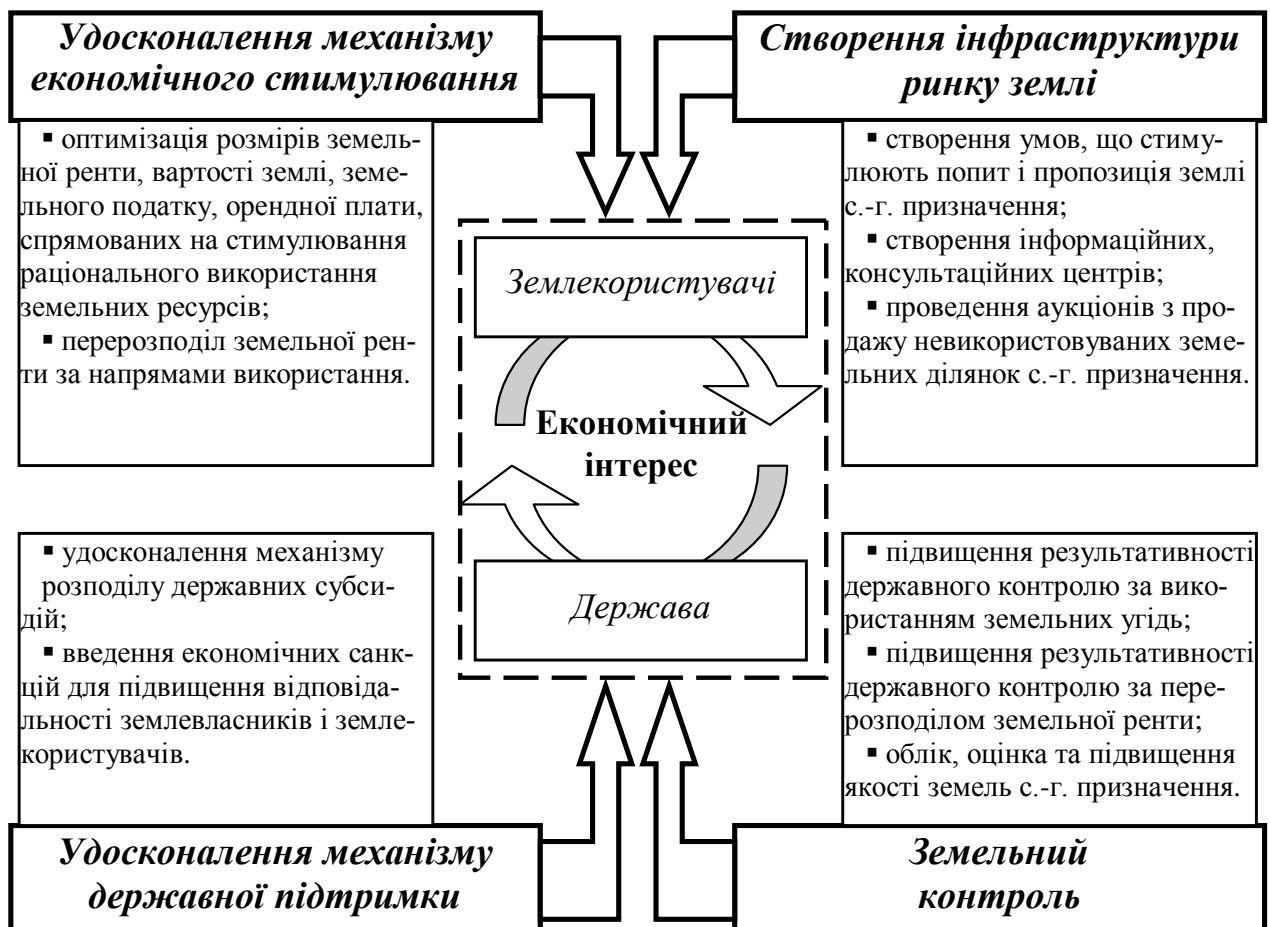 Удосконалення механізму
економічного стимулювання
▪ оптимізація розмірів земель-
ної ренти, вартості землі, земе-
льного податку, орендної плати,
спрямованих на стимулювання
раціонального використання
земельних ресурсів;
▪ перерозподіл земельної рен-
ти за напрямами використання.
Створення інфраструктури
ринку землі
▪ створення умов, що стиму-
люють попит і пропозиція землі
с.-г. призначення;
▪ створення інформаційних,
консультаційних центрів;
▪ проведення аукціонів з про-
дажу невикористовуваних земе-
льних ділянок с.-г. призначення.
Землекористувачі
Економічний
інтерес
Держава
▪ удосконалення механізму
розподілу державних субси-
дій;
▪ введення економічних санк-
цій для підвищення відповіда-
льності землевласників і земле-
користувачів.
Удосконалення механізму
державної підтримки
▪ підвищення результативності
державного контролю за вико-
ристанням земельних угідь;
▪ підвищення результативності
державного контролю за пере-
розподілом земельної ренти;
▪ облік, оцінка та підвищення
якості земель с.-г. призначення.
Земельний
контроль